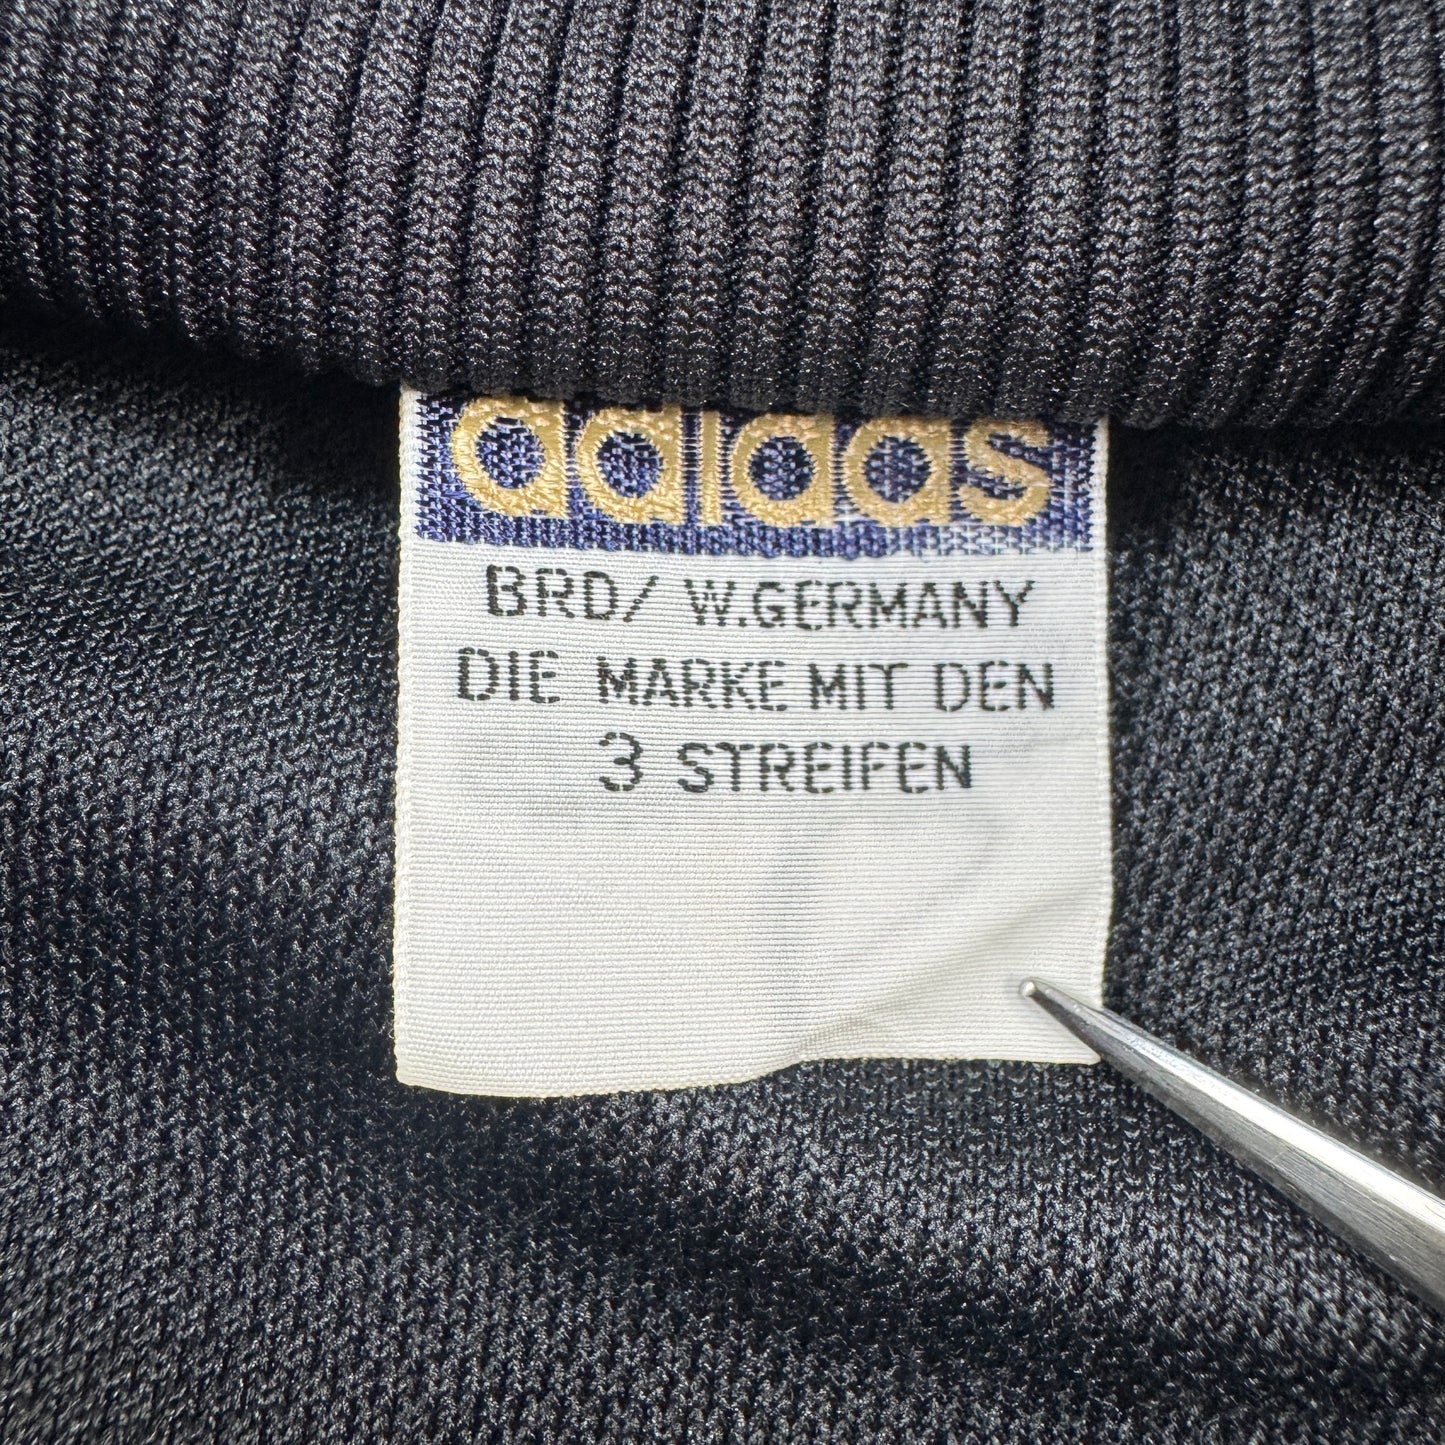 adidas
BRD/ W.GERMANY
DIE MARKE MIT DEN
3 STREIFEN